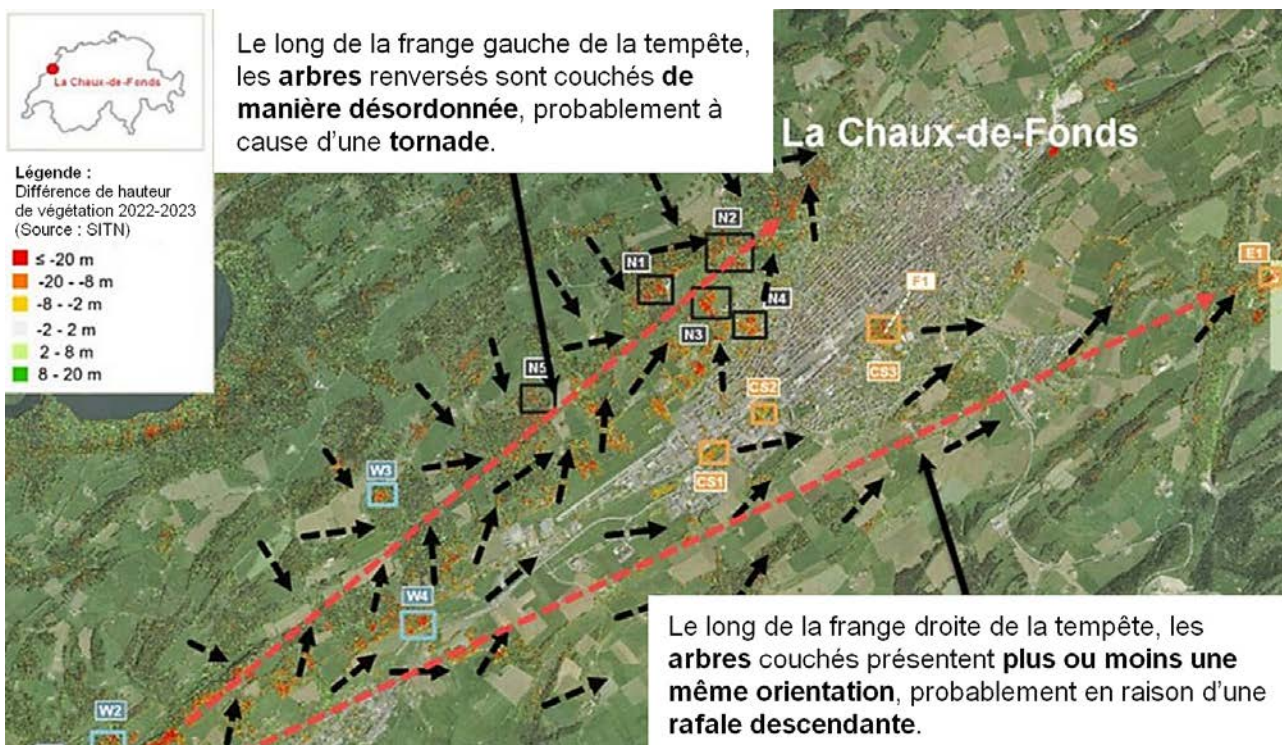 La Chaux-de-Fonds
Le long de la frange gauche de la tempête,
les arbres renversés sont couchés de
manière désordonnée, probablement à
cause d'une tornade.
La Chaux-de-Fonds
Légende :
Différence de hauteur
de végétation 2022-2023
(Source : SITN)
≤ -20 m
-20 - -8 m
-8 - -2 m
-2 - 2 m
2 - 8 m
8 - 20 m
N2
N1
E1
F1
N4
N3
N5
CS3
CS2
CS1
W3
W4
W2
Le long de la frange droite de la tempête, les
arbres couchés présentent plus ou moins une
même orientation, probablement en raison d'une
rafale descendante.